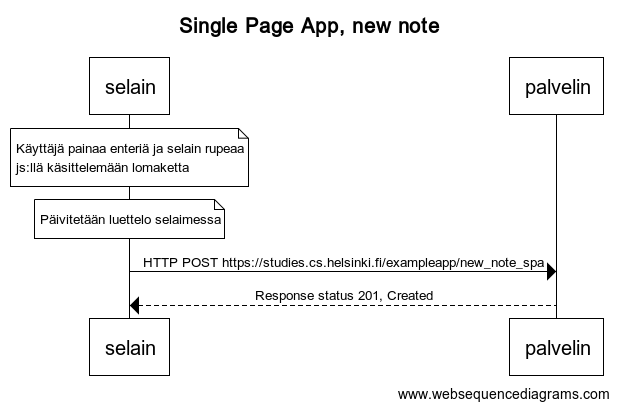 Single Page App, new note
selain
palvelin
Käyttäjä painaa enteriä ja selain rupeaa
js:llä käsittelemään lomaketta
Päivitetään luettelo selaimessa
HTTP POST https://studies.cs.helsinki.fi/exampleapp/new_note_spa
Response status 201, Created
selain
palvelin
www.websequencediagrams.com